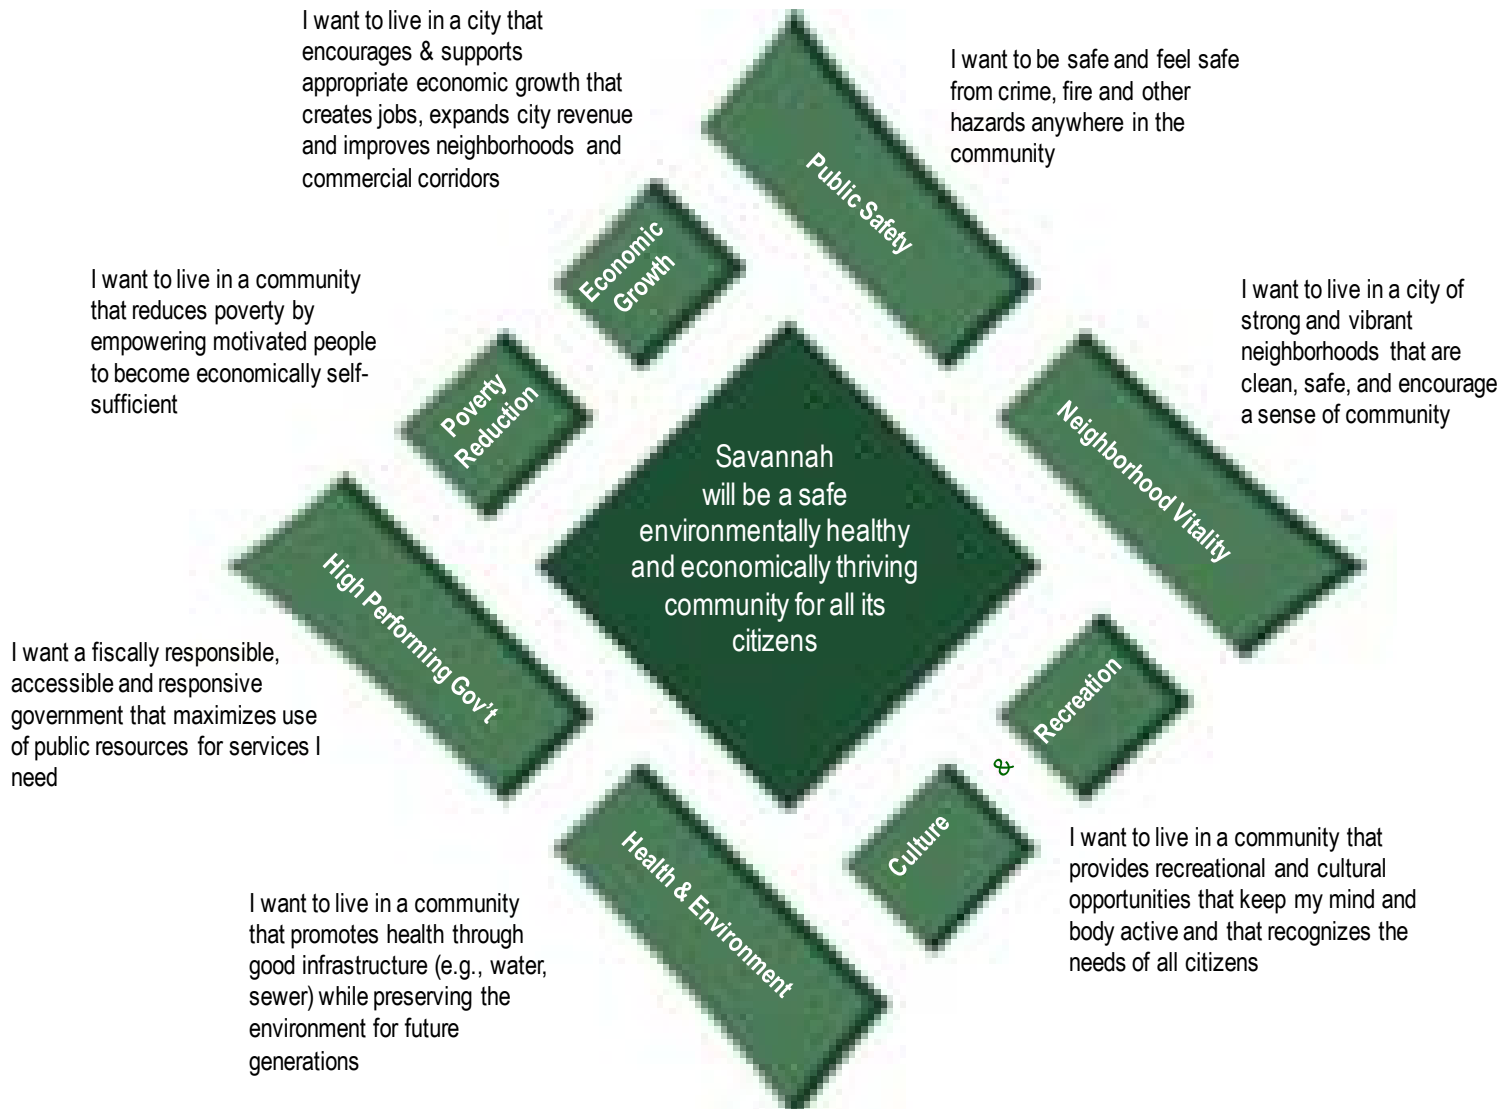 I want to live in a city that
encourages & supports
appropriate economic growth that
creates jobs, expands city revenue
and improves neighborhoods and
commercial corridors
I want to be safe and feel safe
from crime, fire and other
hazards anywhere in the
community
Public Safety
Economic
Growth
I want to live in a community
that reduces poverty by
empowering motivated people
to become economically self-
sufficient
I want to live in a city of
strong and vibrant
neighborhoods that are
clean, safe, and encourage
a sense of community
Poverty
Reduction
Neighborhood Vitality
Savannah
will be a safe
environmentally healthy
and economically thriving
community for all its
citizens
High Performing Gov't
I want a fiscally responsible,
accessible and responsive
government that maximizes use
of public resources for services I
need
Recreation
&
Culture
Health & Environment
I want to live in a community that
provides recreational and cultural
opportunities that keep my mind and
body active and that recognizes the
needs of all citizens
I want to live in a community
that promotes health through
good infrastructure (e.g., water,
sewer) while preserving the
environment for future
generations